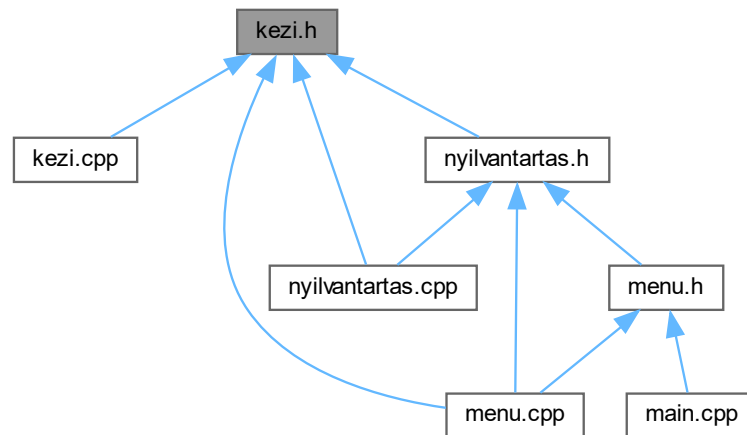 kezi.h
kezi.cpp
nyilvantartas.h
nyilvantartas.cpp
menu.h
menu.cpp
main.cpp